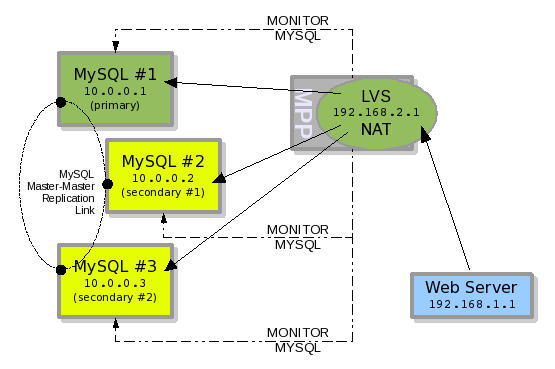 MONITOR
MYSQL
MySQL #1
10.0.0.1
(primary)
MPP
LVS
192.168.2.1
NAT
MySQL #2
10.0.0.2
(secondary #1)
MySQL
Master-Master
Replication
Link
MONITOR
MYSQL
MySQL #3
10.0.0.3
(secondary #2)
Web Server
192.168.1.1
MONITOR
MYSQL